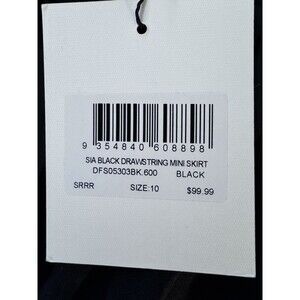 9 354840 608898
SIA BLACK DRAWSTRING MINI SKIRT
DFS05303BK.600 BLACK
SRRR SIZE:10 $99.99